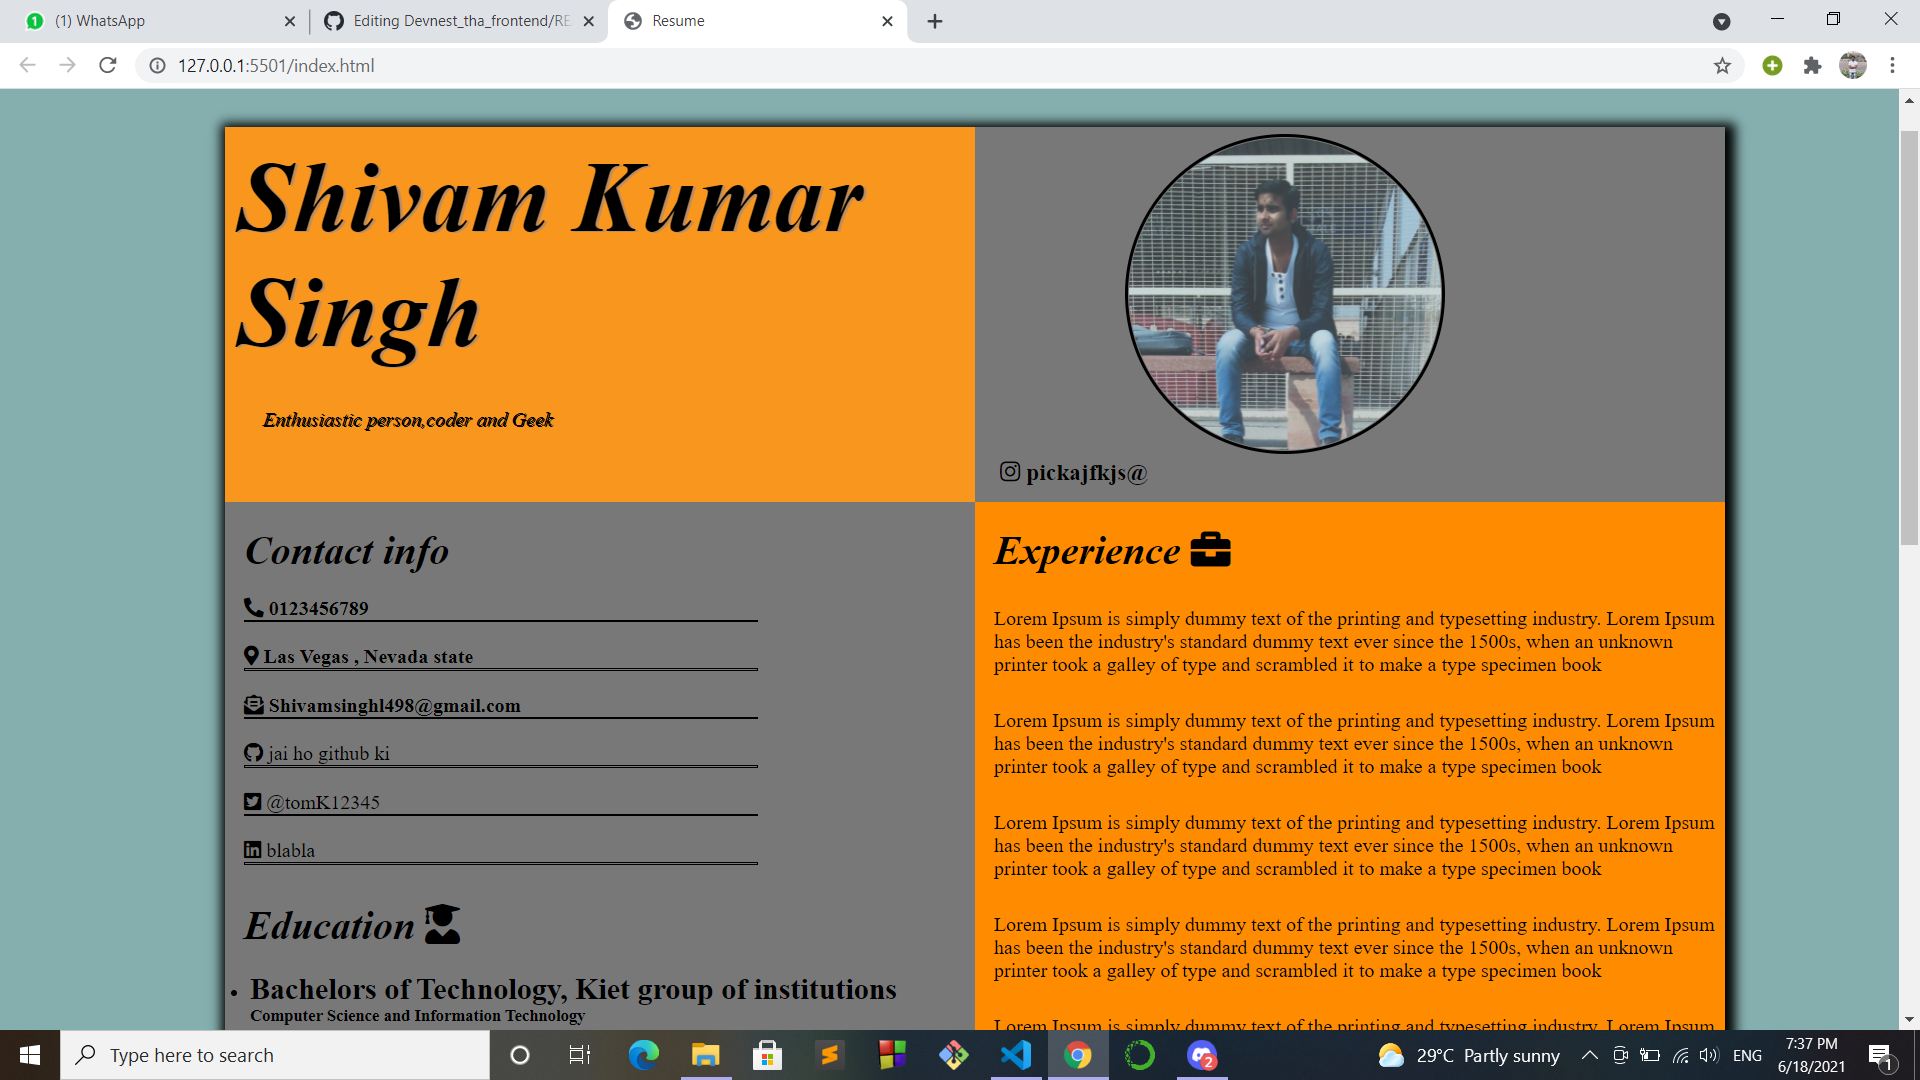 (1) WhatsApp
Editing Devnest_tha_frontend/RE
Resume
127.0.0.1:5501/index.html
Shivam Kumar
Singh
Enthusiastic person,coder and Geek
pickajfkjs@
Contact info
0123456789
Las Vegas , Nevada state
Shivamsinghl498@gmail.com
jai ho github ki
@tomK12345
blabla
Education
Bachelors of Technology, Kiet group of institutions
Computer Science and Information Technology
Experience
Lorem Ipsum is simply dummy text of the printing and typesetting industry. Lorem Ipsum
has been the industry's standard dummy text ever since the 1500s, when an unknown
printer took a galley of type and scrambled it to make a type specimen book
Lorem Ipsum is simply dummy text of the printing and typesetting industry. Lorem Ipsum
has been the industry's standard dummy text ever since the 1500s, when an unknown
printer took a galley of type and scrambled it to make a type specimen book
Lorem Ipsum is simply dummy text of the printing and typesetting industry. Lorem Ipsum
has been the industry's standard dummy text ever since the 1500s, when an unknown
printer took a galley of type and scrambled it to make a type specimen book
Lorem Ipsum is simply dummy text of the printing and typesetting industry. Lorem Ipsum
has been the industry's standard dummy text ever since the 1500s, when an unknown
printer took a galley of type and scrambled it to make a type specimen book
Lorem Ipsum is simply dummy text of the printing and typesetting industry. Lorem Ipsum
Type here to search
2
29°C Partly sunny
ENG
7:37 PM
6/18/2021
1